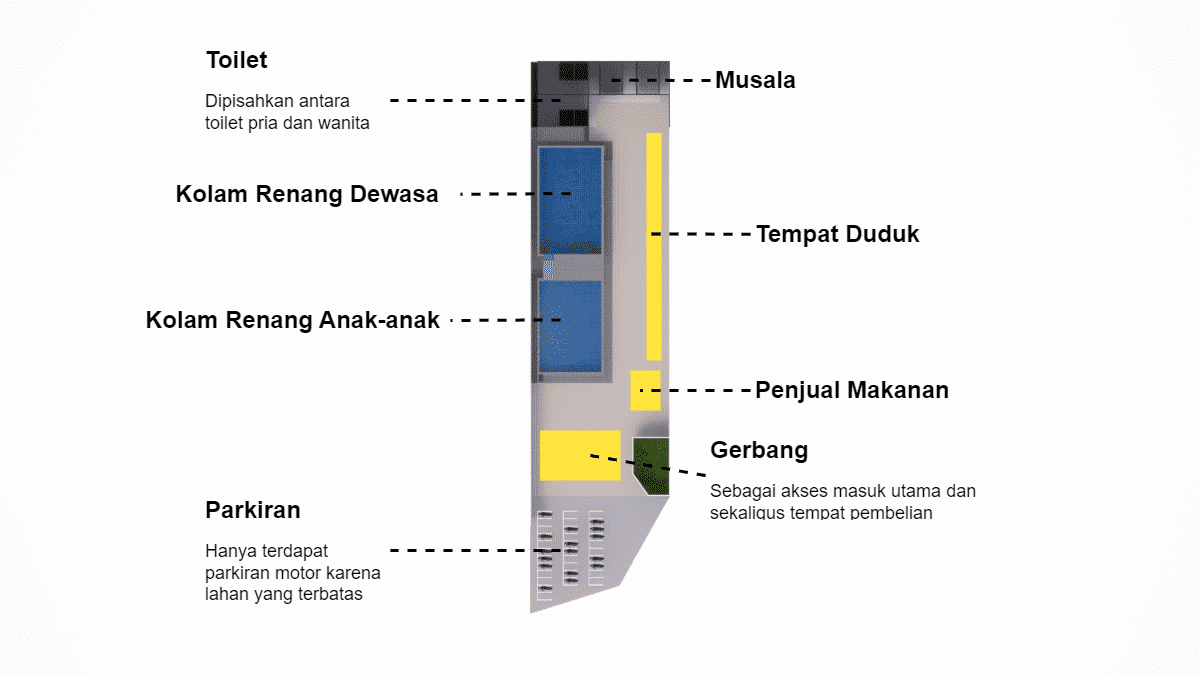 Toilet
Dipisahkan antara
toilet pria dan wanita
Musala
Kolam Renang Dewasa
Tempat Duduk
Kolam Renang Anak-anak
Penjual Makanan
Gerbang
Sebagai akses masuk utama dan
sekaligus tempat pembelian
Parkiran
Hanya terdapat
parkiran motor karena
lahan yang terbatas